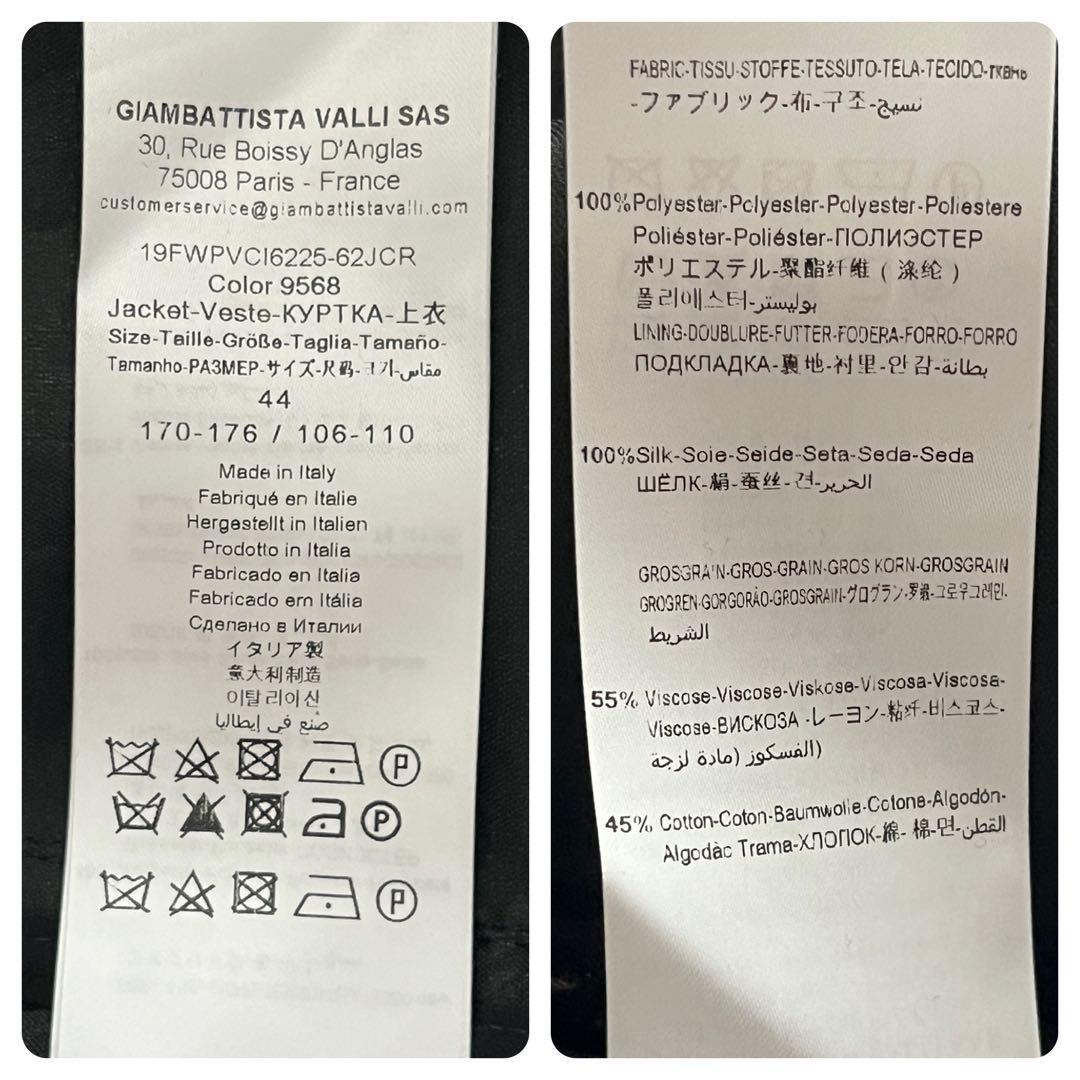 GIAMBATTISTA VALLI SAS
30, Rue Boissy D'Anglas
75008 Paris - France
customerservice@giambattistavalli.com
19FWPVCI6225-62JCR
Color 9568
Jacket-Veste-КУРТКА-上衣
Size-Taille-Größe-Taglia-Tamaño-
Tamanho-РАЗМЕР-サイズ-尺码-크기-مقاس
44
170-176 / 106-110
Made in Italy
Fabriqué en Italie
Hergestellt in Italien
Prodotto in Italia
Fabricado en Italia
Fabricado em Itália
Сделано в Италии
イタリア製
意大利制造
이탈리아산
صنع في إيطاليا
P
P
P
FABRIC-TISSU-STOFFE-TESSUTO-TELA-TECIDO-ткань
-ファブリック-布-구조-نسيج
100%Polyester-Polyester-Polyester-Poliestere
Poliéster-Poliéster-ПОЛИЭСТЕР
ポリエステル-聚酯纤维 ( 涤纶 )
폴리에스터-بوليستر
LINING-DOUBLURE-FUTTER-FODERA-FORRO-FORRO
ПОДКЛАДКА-裏地-衬里-안감-بطانة
100%Silk-Soie-Seide-Seta-Seda-Seda
ШЁЛК-絹-蚕丝-견-الحرير
GROSGRAIN-GROS-GRAIN-GROS KORN-GROSGRAIN
GROGREN-GORGORÃO-GROSGRAIN-グログラン-罗缎-그로우그레인-
الشريط
55% Viscose-Viscose-Viskose-Viscosa-Viscosa-
Viscose-ВИСКОЗА -レーヨン-粘纤-비스코스-
الفسكوز (مادة لزجة)
45% Cotton-Coton-Baumwolle-Cotone-Algodón-
Algodão Trama-ХЛОПОК-綿- 棉-면-القطن